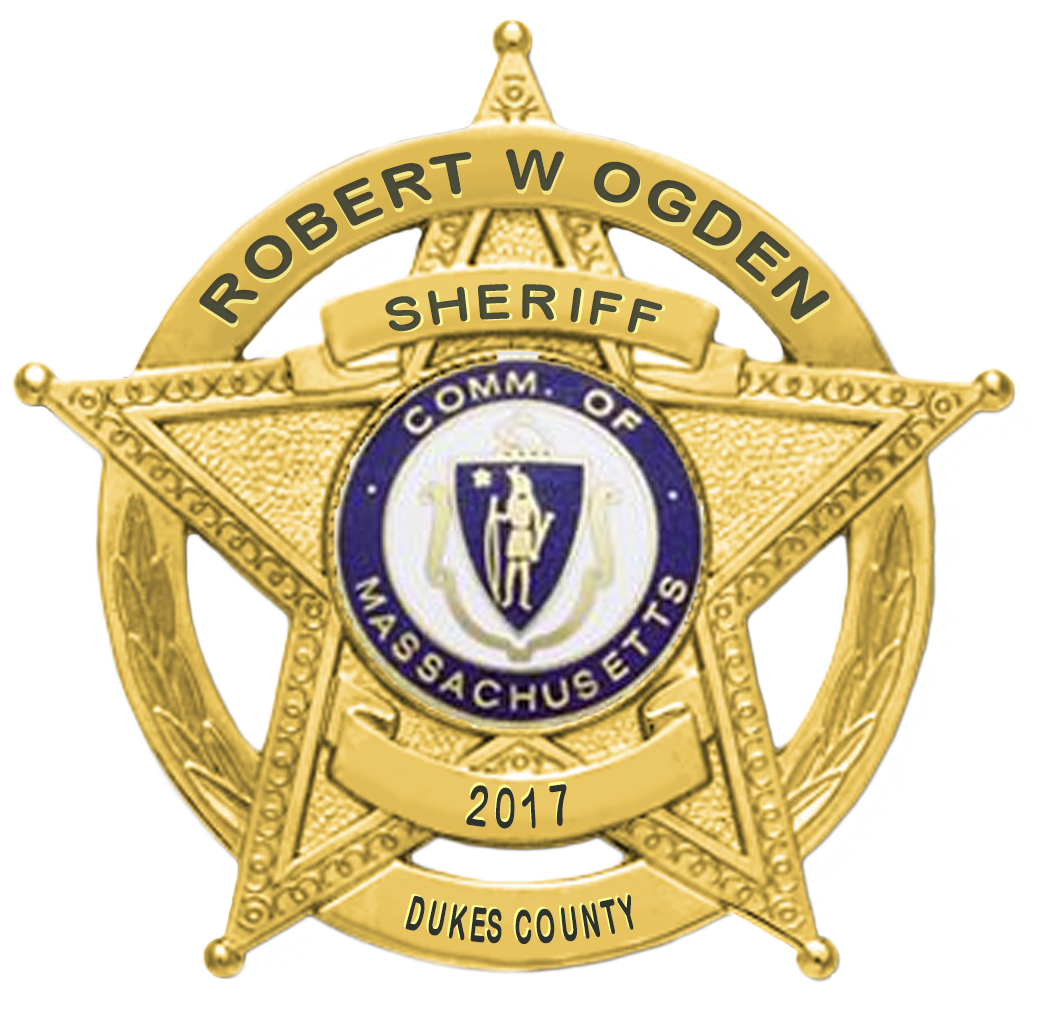 ROBERT W OGDEN
SHERIFF
COMM. OF
MASSACHUSETTS
2017
DUKES COUNTY